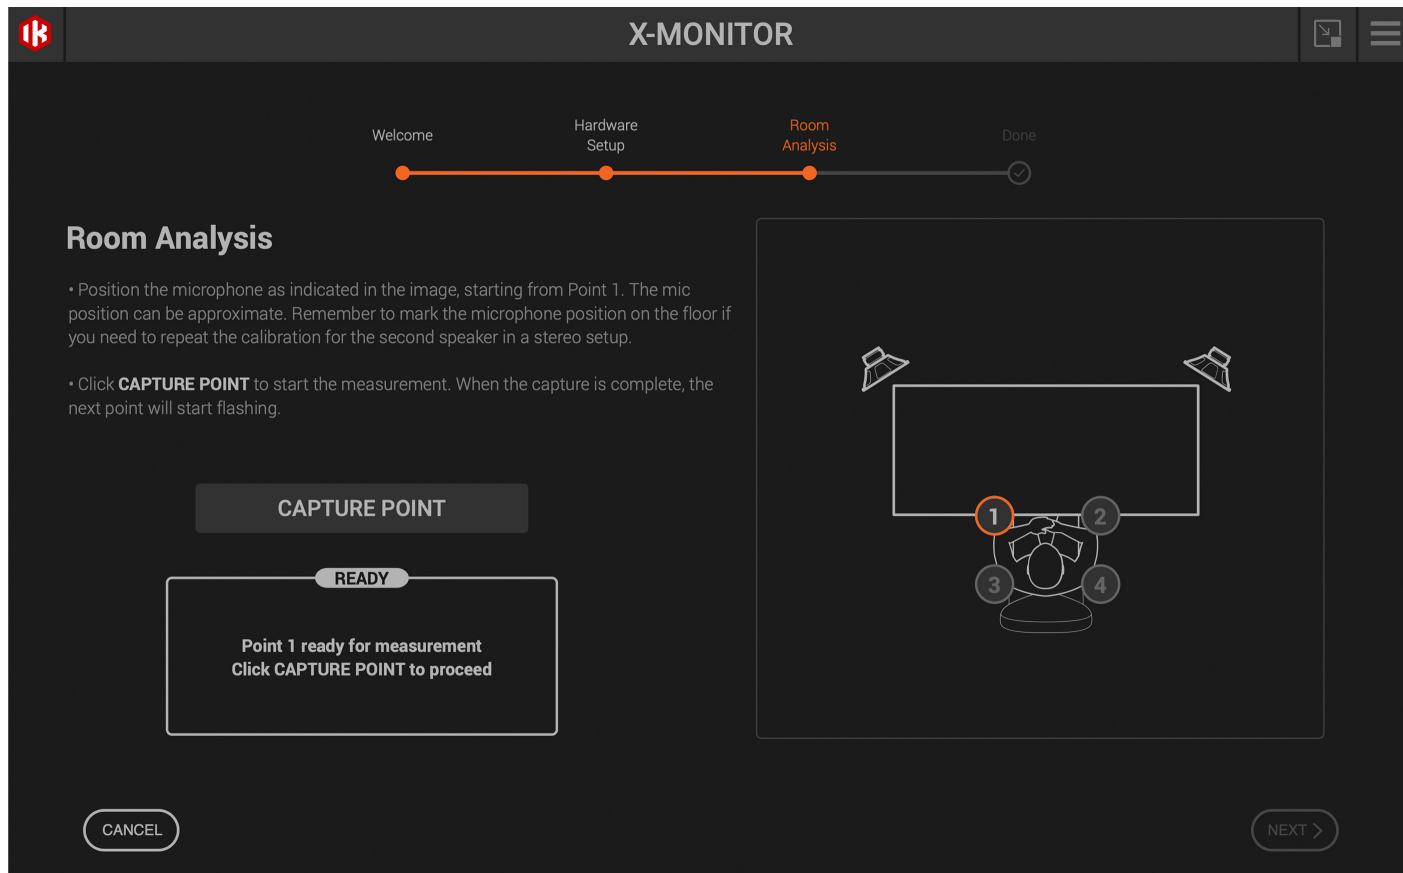 IK
X-MONITOR
Welcome
Hardware
Setup
Room
Analysis
Done
Room Analysis
• Position the microphone as indicated in the image, starting from Point 1. The mic
position can be approximate. Remember to mark the microphone position on the floor if
you need to repeat the calibration for the second speaker in a stereo setup.
• Click CAPTURE POINT to start the measurement. When the capture is complete, the
next point will start flashing.
CAPTURE POINT
READY
Point 1 ready for measurement
Click CAPTURE POINT to proceed
1
2
3
4
CANCEL
NEXT >